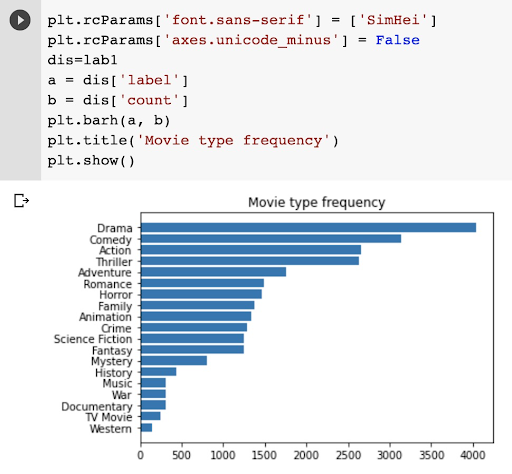 plt.rcParams['font.sans-serif'] = ['SimHei']
plt.rcParams['axes.unicode_minus'] = False
dis=lab1
a = dis['label']
b = dis['count']
plt.barh(a, b)
plt.title('Movie type frequency')
plt.show()
Movie type frequency
Drama
Comedy
Action
Thriller
Adventure
Romance
Horror
Family
Animation
Crime
Science Fiction
Fantasy
Mystery
History
Music
War
Documentary
TV Movie
Western
0 500 1000 1500 2000 2500 3000 3500 4000